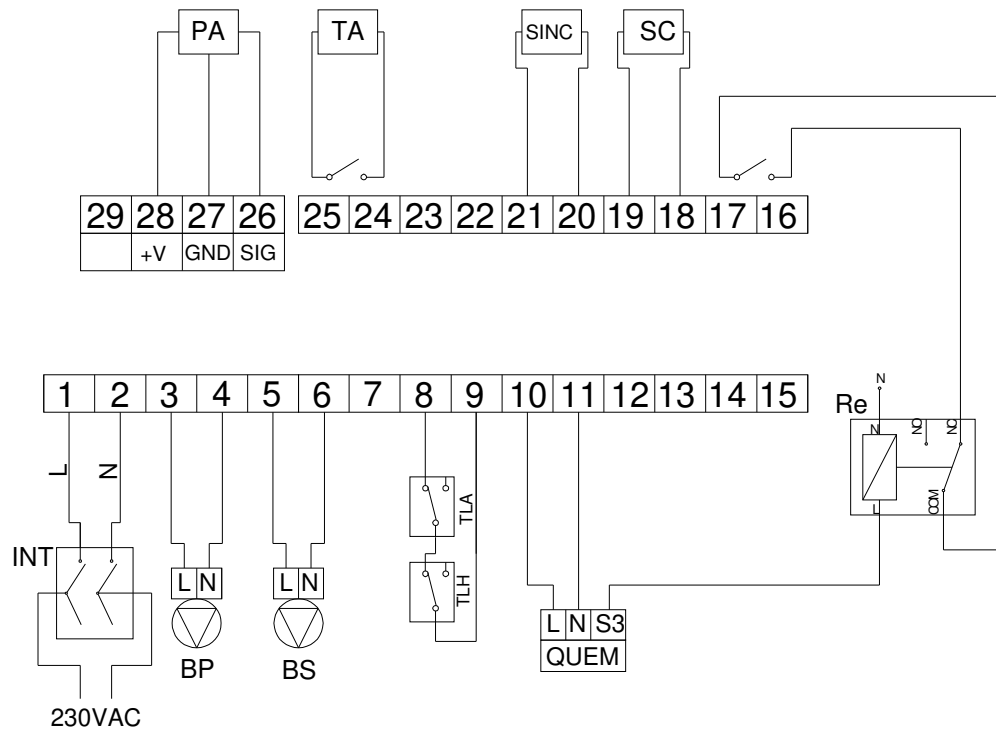 PA TA SINC SC
29 28 27 26 25 24 23 22 21 20 19 18 17 16
+V GND SIG
1 2 3 4 5 6 7 8 9 10 11 12 13 14 15
N
Re
N NO NO
L N
TLA
L COM
INT
TLH
L N L N
L N S3
QUEM
BP BS
230VAC